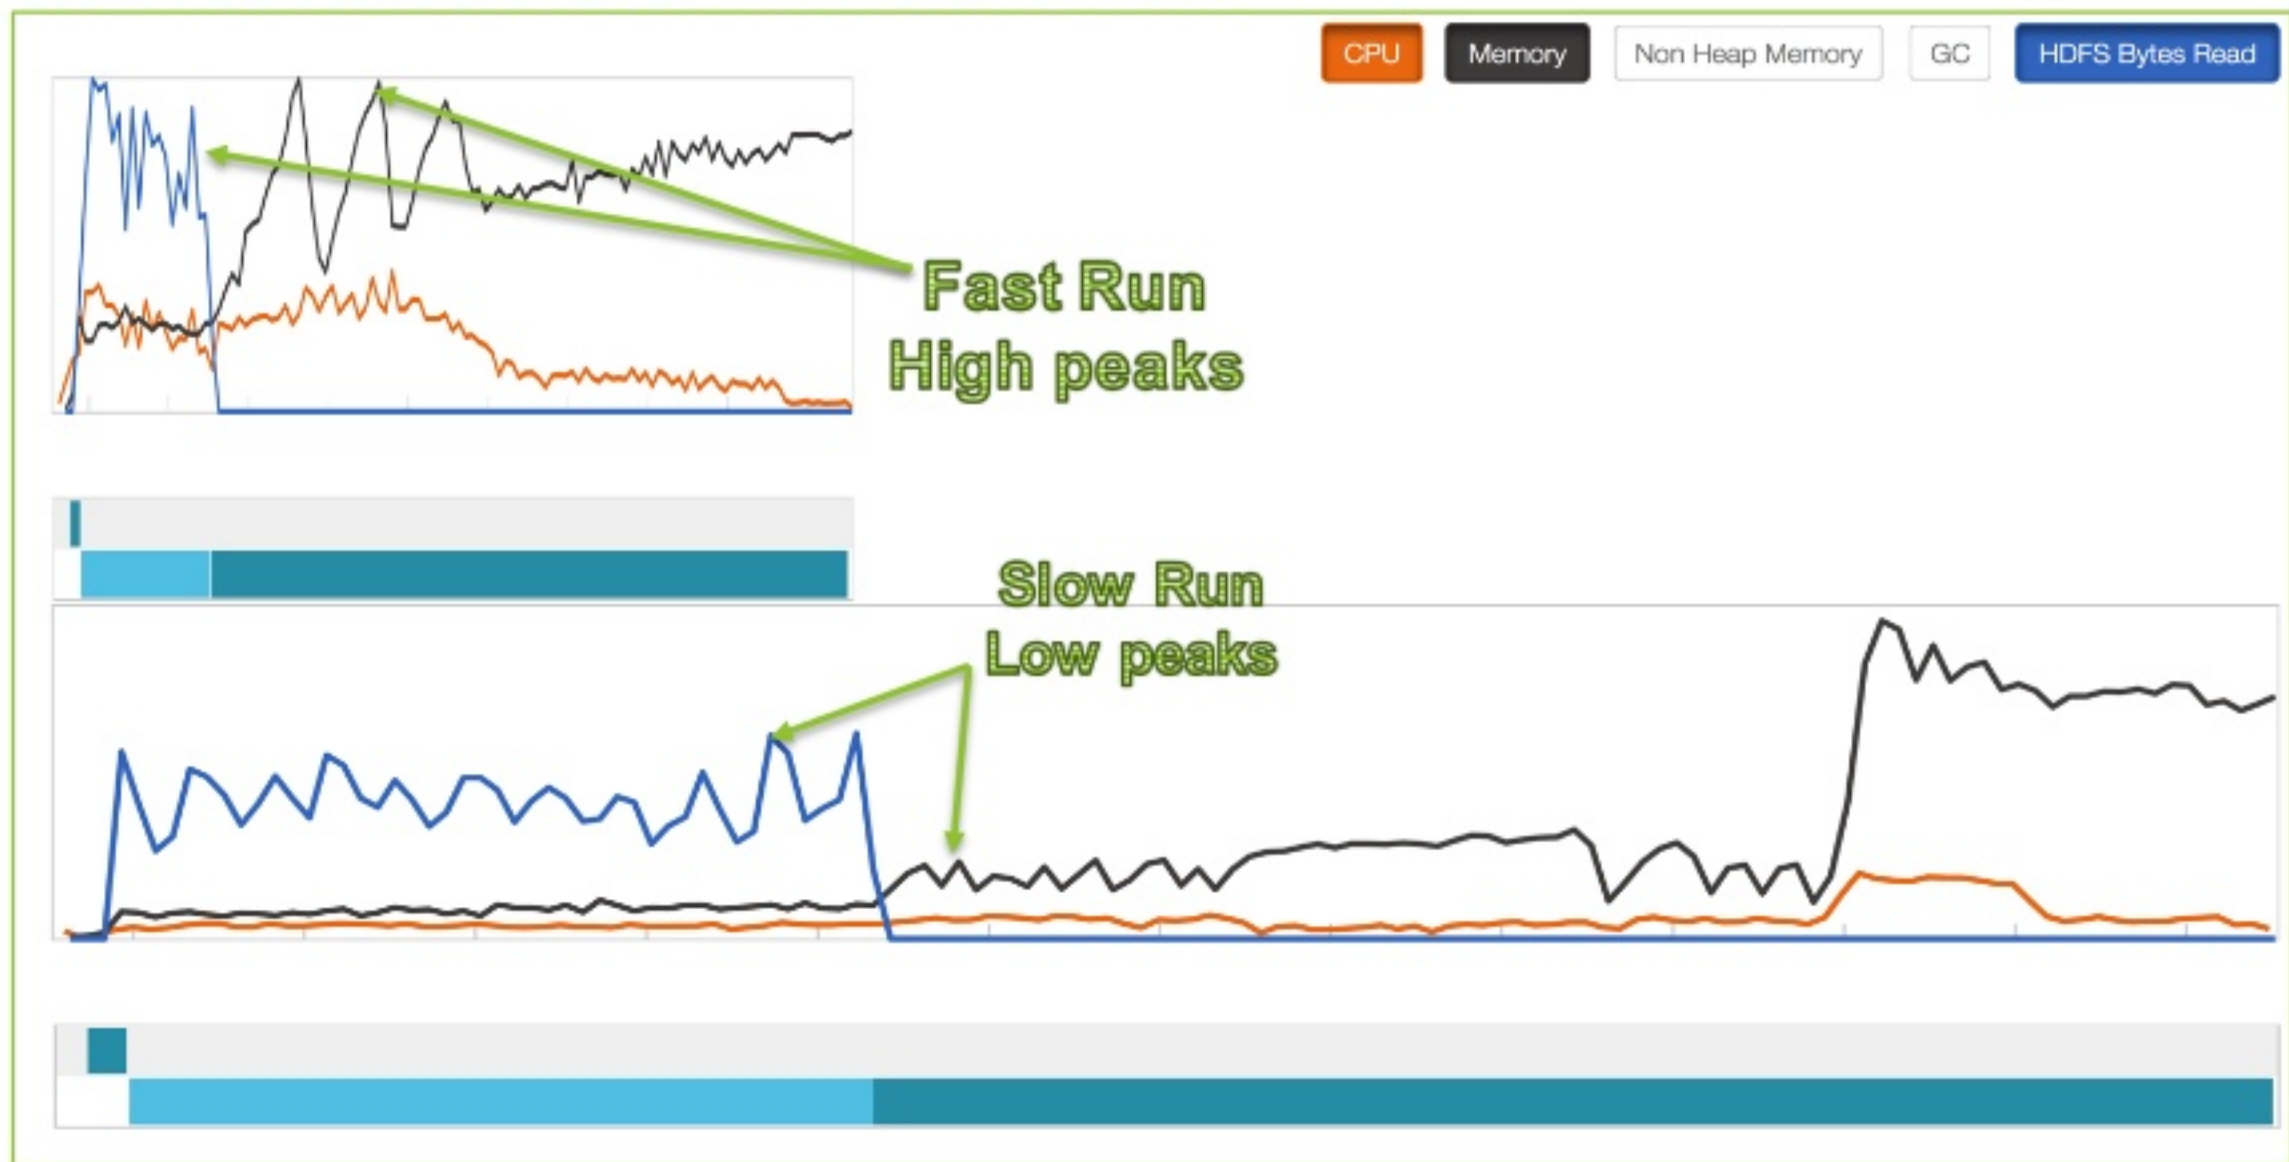 CPU
Memory
Non Heap Memory
GC
HDFS Bytes Read
Fast Run
High peaks
Slow Run
Low peaks